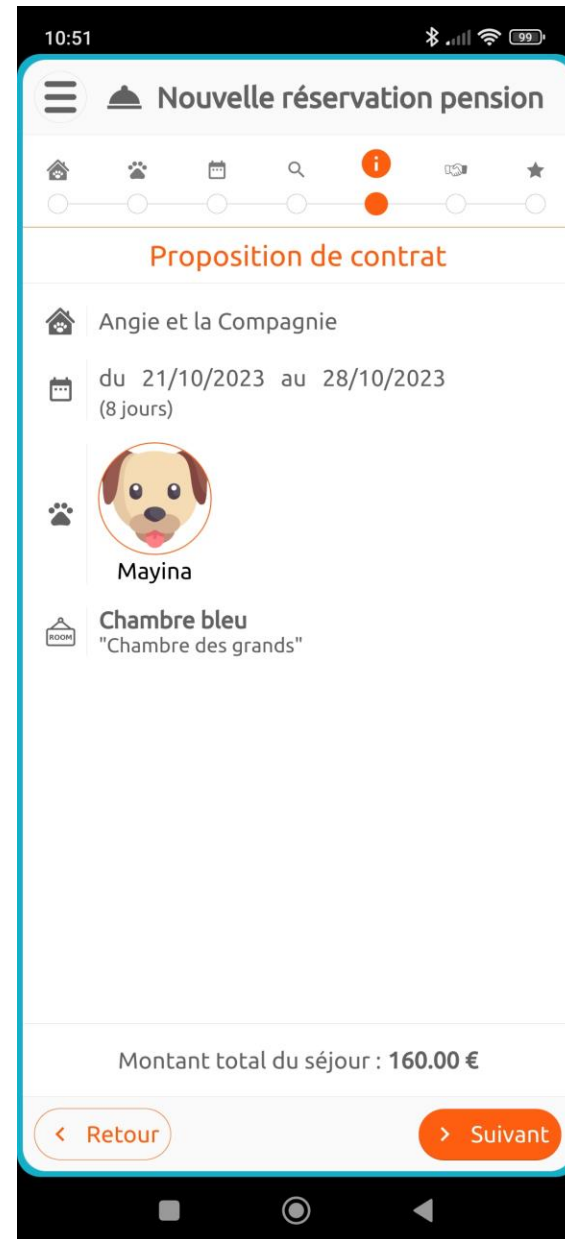 10:51
99
Nouvelle réservation pension
Proposition de contrat
Angie et la Compagnie
du 21/10/2023 au 28/10/2023
(8 jours)
Mayina
ROOM
Chambre bleu
"Chambre des grands"
Montant total du séjour : 160.00 €
Retour
Suivant